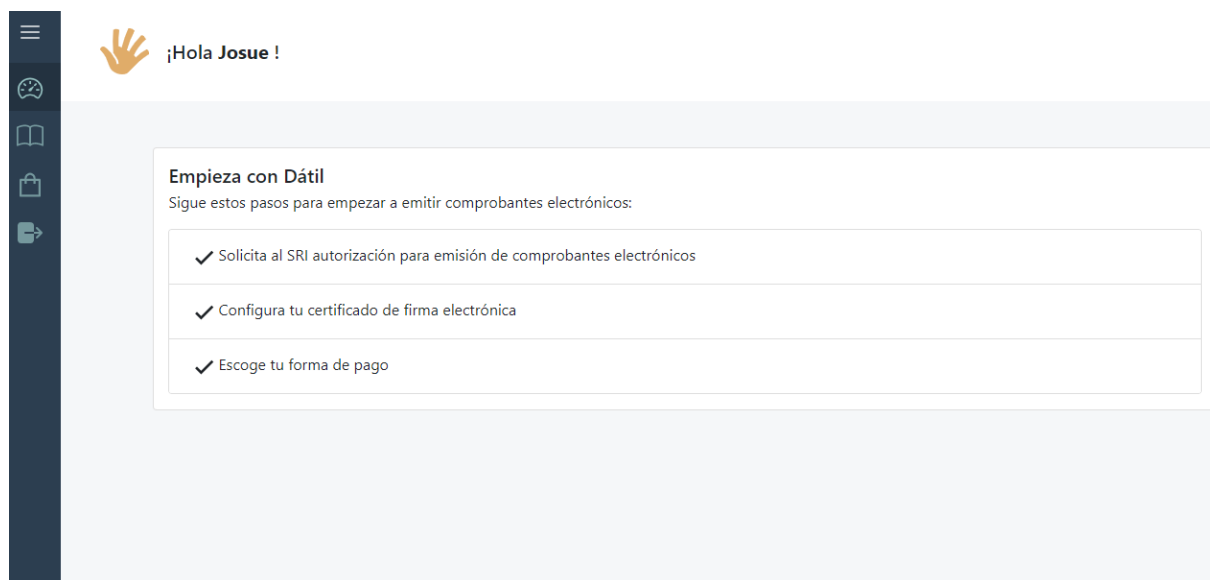 ¡Hola Josue !
Empieza con Dátil
Sigue estos pasos para empezar a emitir comprobantes electrónicos:
Solicita al SRI autorización para emisión de comprobantes electrónicos
Configura tu certificado de firma electrónica
Escoge tu forma de pago